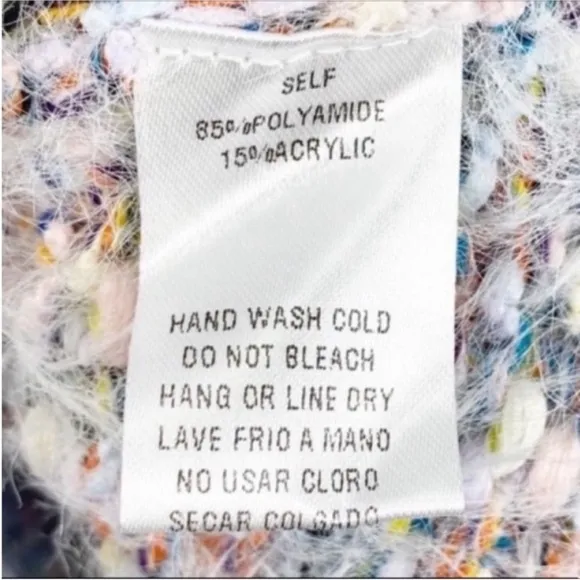 SELF
85%POLYAMIDE
15%ACRYLIC
HAND WASH COLD
DO NOT BLEACH
HANG OR LINE DRY
LAVE FRIO A MANO
NO USAR CLORO
SECAR COLGADO